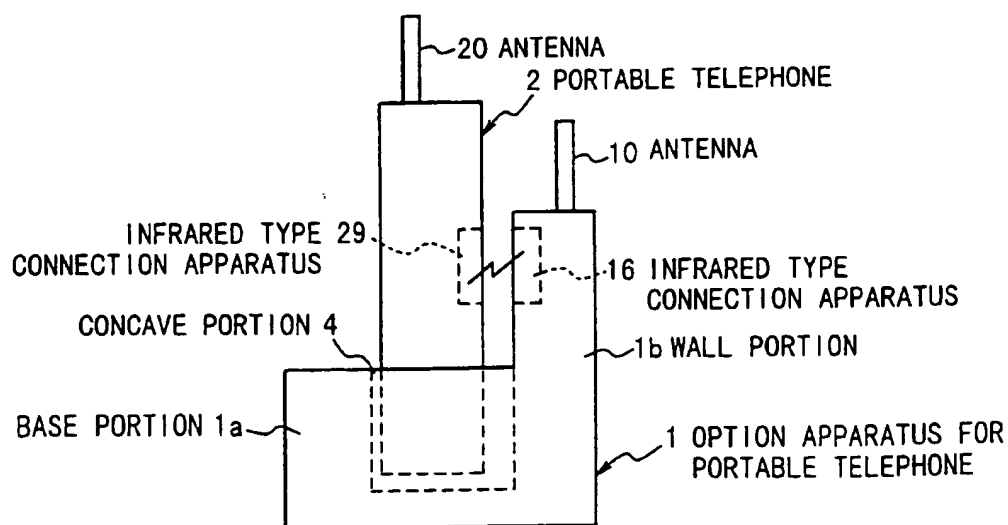 20 ANTENNA
2 PORTABLE TELEPHONE
10 ANTENNA
INFRARED TYPE 29
CONNECTION APPARATUS
16 INFRARED TYPE
CONNECTION APPARATUS
CONCAVE PORTION 4
1b WALL PORTION
BASE PORTION 1a
1 OPTION APPARATUS FOR
PORTABLE TELEPHONE